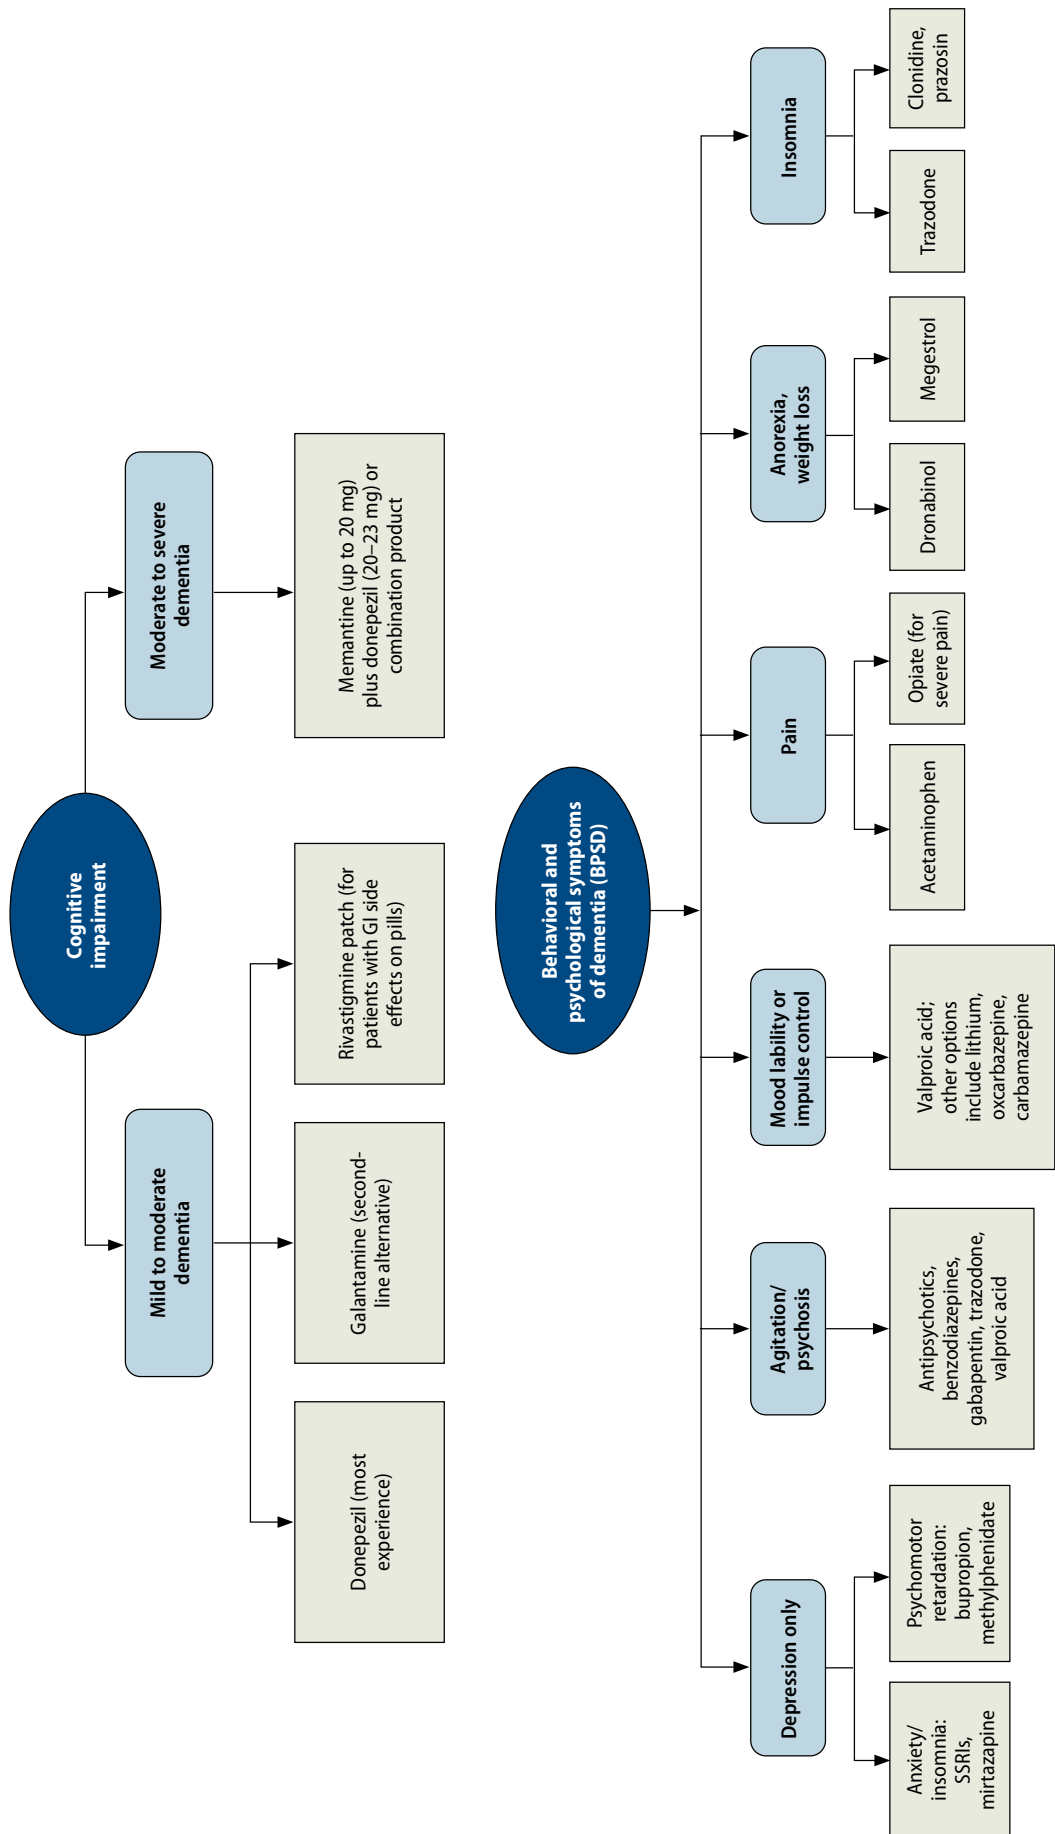 Cognitive
impairment
Mild to moderate
dementia
Moderate to severe
dementia
Donepezil (most
experience)
Galantamine (second-
line alternative)
Rivastigmine patch (for
patients with GI side
effects on pills)
Memantine (up to 20 mg)
plus donepezil (20–23 mg) or
combination product
Behavioral and
psychological symptoms
of dementia (BPSD)
Depression only
Agitation/
psychosis
Mood lability or
impulse control
Pain
Anorexia,
weight loss
Insomnia
Anxiety/
insomnia:
SSRIs,
mirtazapine
Psychomotor
retardation:
bupropion,
methylphenidate
Antipsychotics,
benzodiazepines,
gabapentin, trazodone,
valproic acid
Valproic acid;
other options
include lithium,
oxcarbazepine,
carbamazepine
Acetaminophen
Opiate (for
severe pain)
Dronabinol
Megestrol
Trazodone
Clonidine,
prazosin